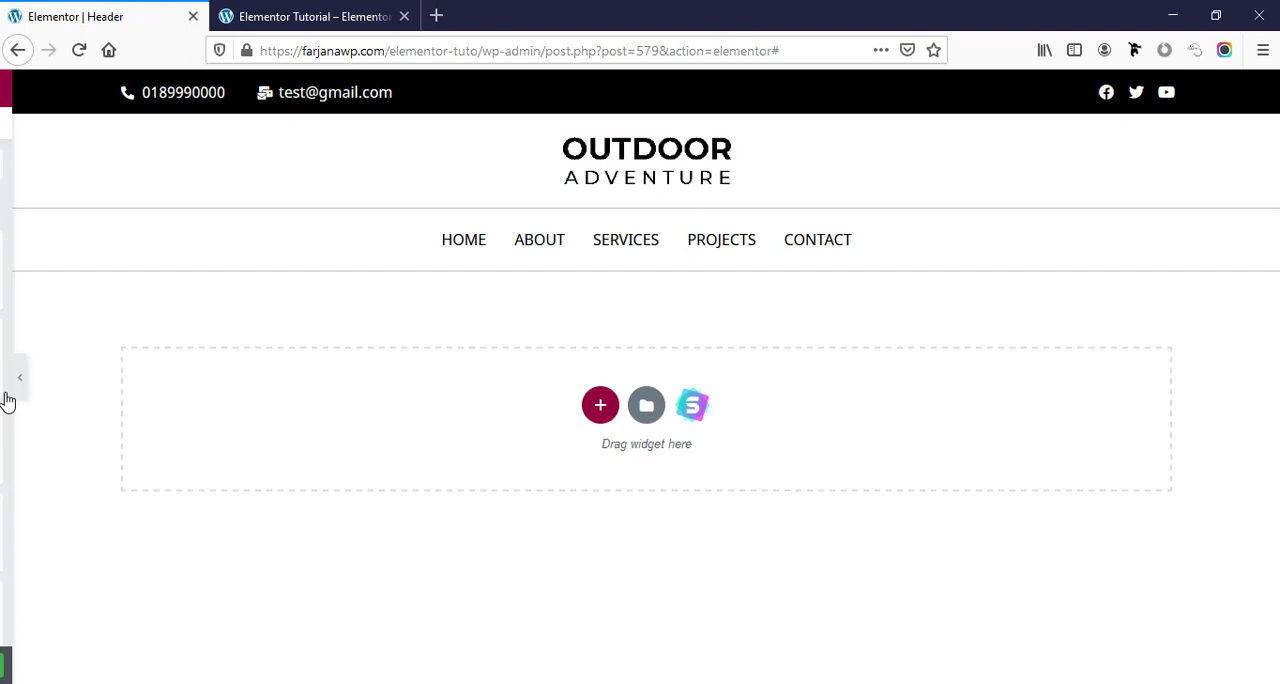 Elementor | Header
Elementor Tutorial – Elementor
https://farjanawp.com/elementor-tuto/wp-admin/post.php?post=579&action=elementor#
0189990000 test@gmail.com
OUTDOOR
ADVENTURE
HOME ABOUT SERVICES PROJECTS CONTACT
Drag widget here